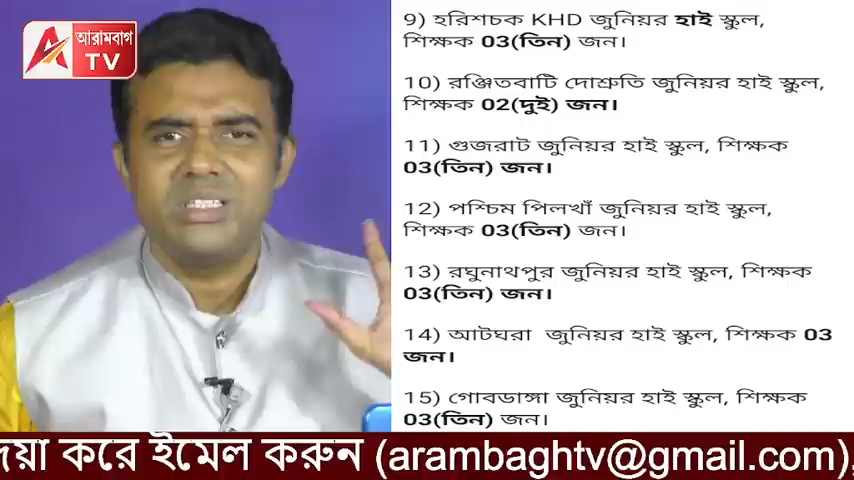 আরামবাগ
TV
9) হরিশচক KHD জুনিয়র হাই স্কুল,
শিক্ষক 03(তিন) জন।
10) রঞ্জিতবাটি দোশ্রুতি জুনিয়র হাই স্কুল,
শিক্ষক 02(দুই) জন।
11) গুজরাট জুনিয়র হাই স্কুল, শিক্ষক
03(তিন) জন।
12) পশ্চিম পিলখাঁ জুনিয়র হাই স্কুল,
শিক্ষক 03(তিন) জন।
13) রঘুনাথপুর জুনিয়র হাই স্কুল, শিক্ষক
03(তিন) জন।
14) আটঘরা জুনিয়র হাই স্কুল, শিক্ষক 03
জন।
15) গোবডাঙ্গা জুনিয়র হাই স্কুল, শিক্ষক
03(তিন) জন।
করে ইমেল করুন (arambaghtv@gmail.com),